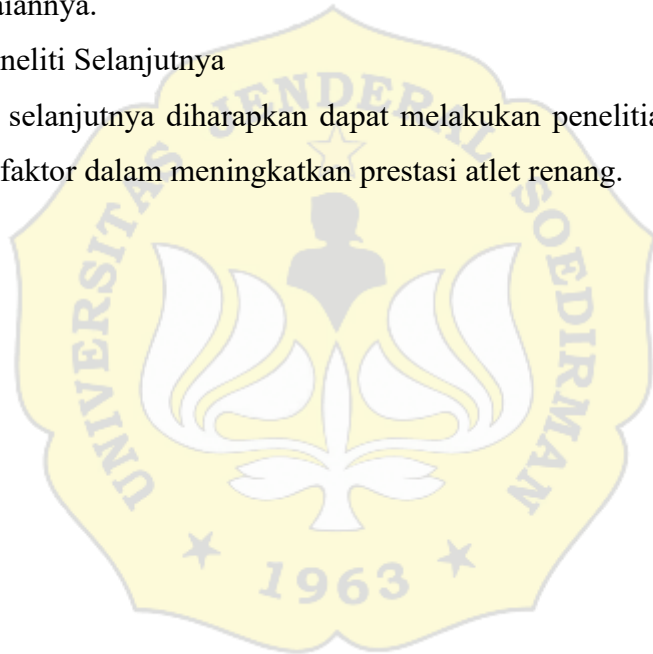 aiannya.
neliti Selanjutnya
selanjutnya diharapkan dapat melakukan penelitia
faktor dalam meningkatkan prestasi atlet renang.
UNIVERSITAS JENDERAL SOEDIRMAN
1963